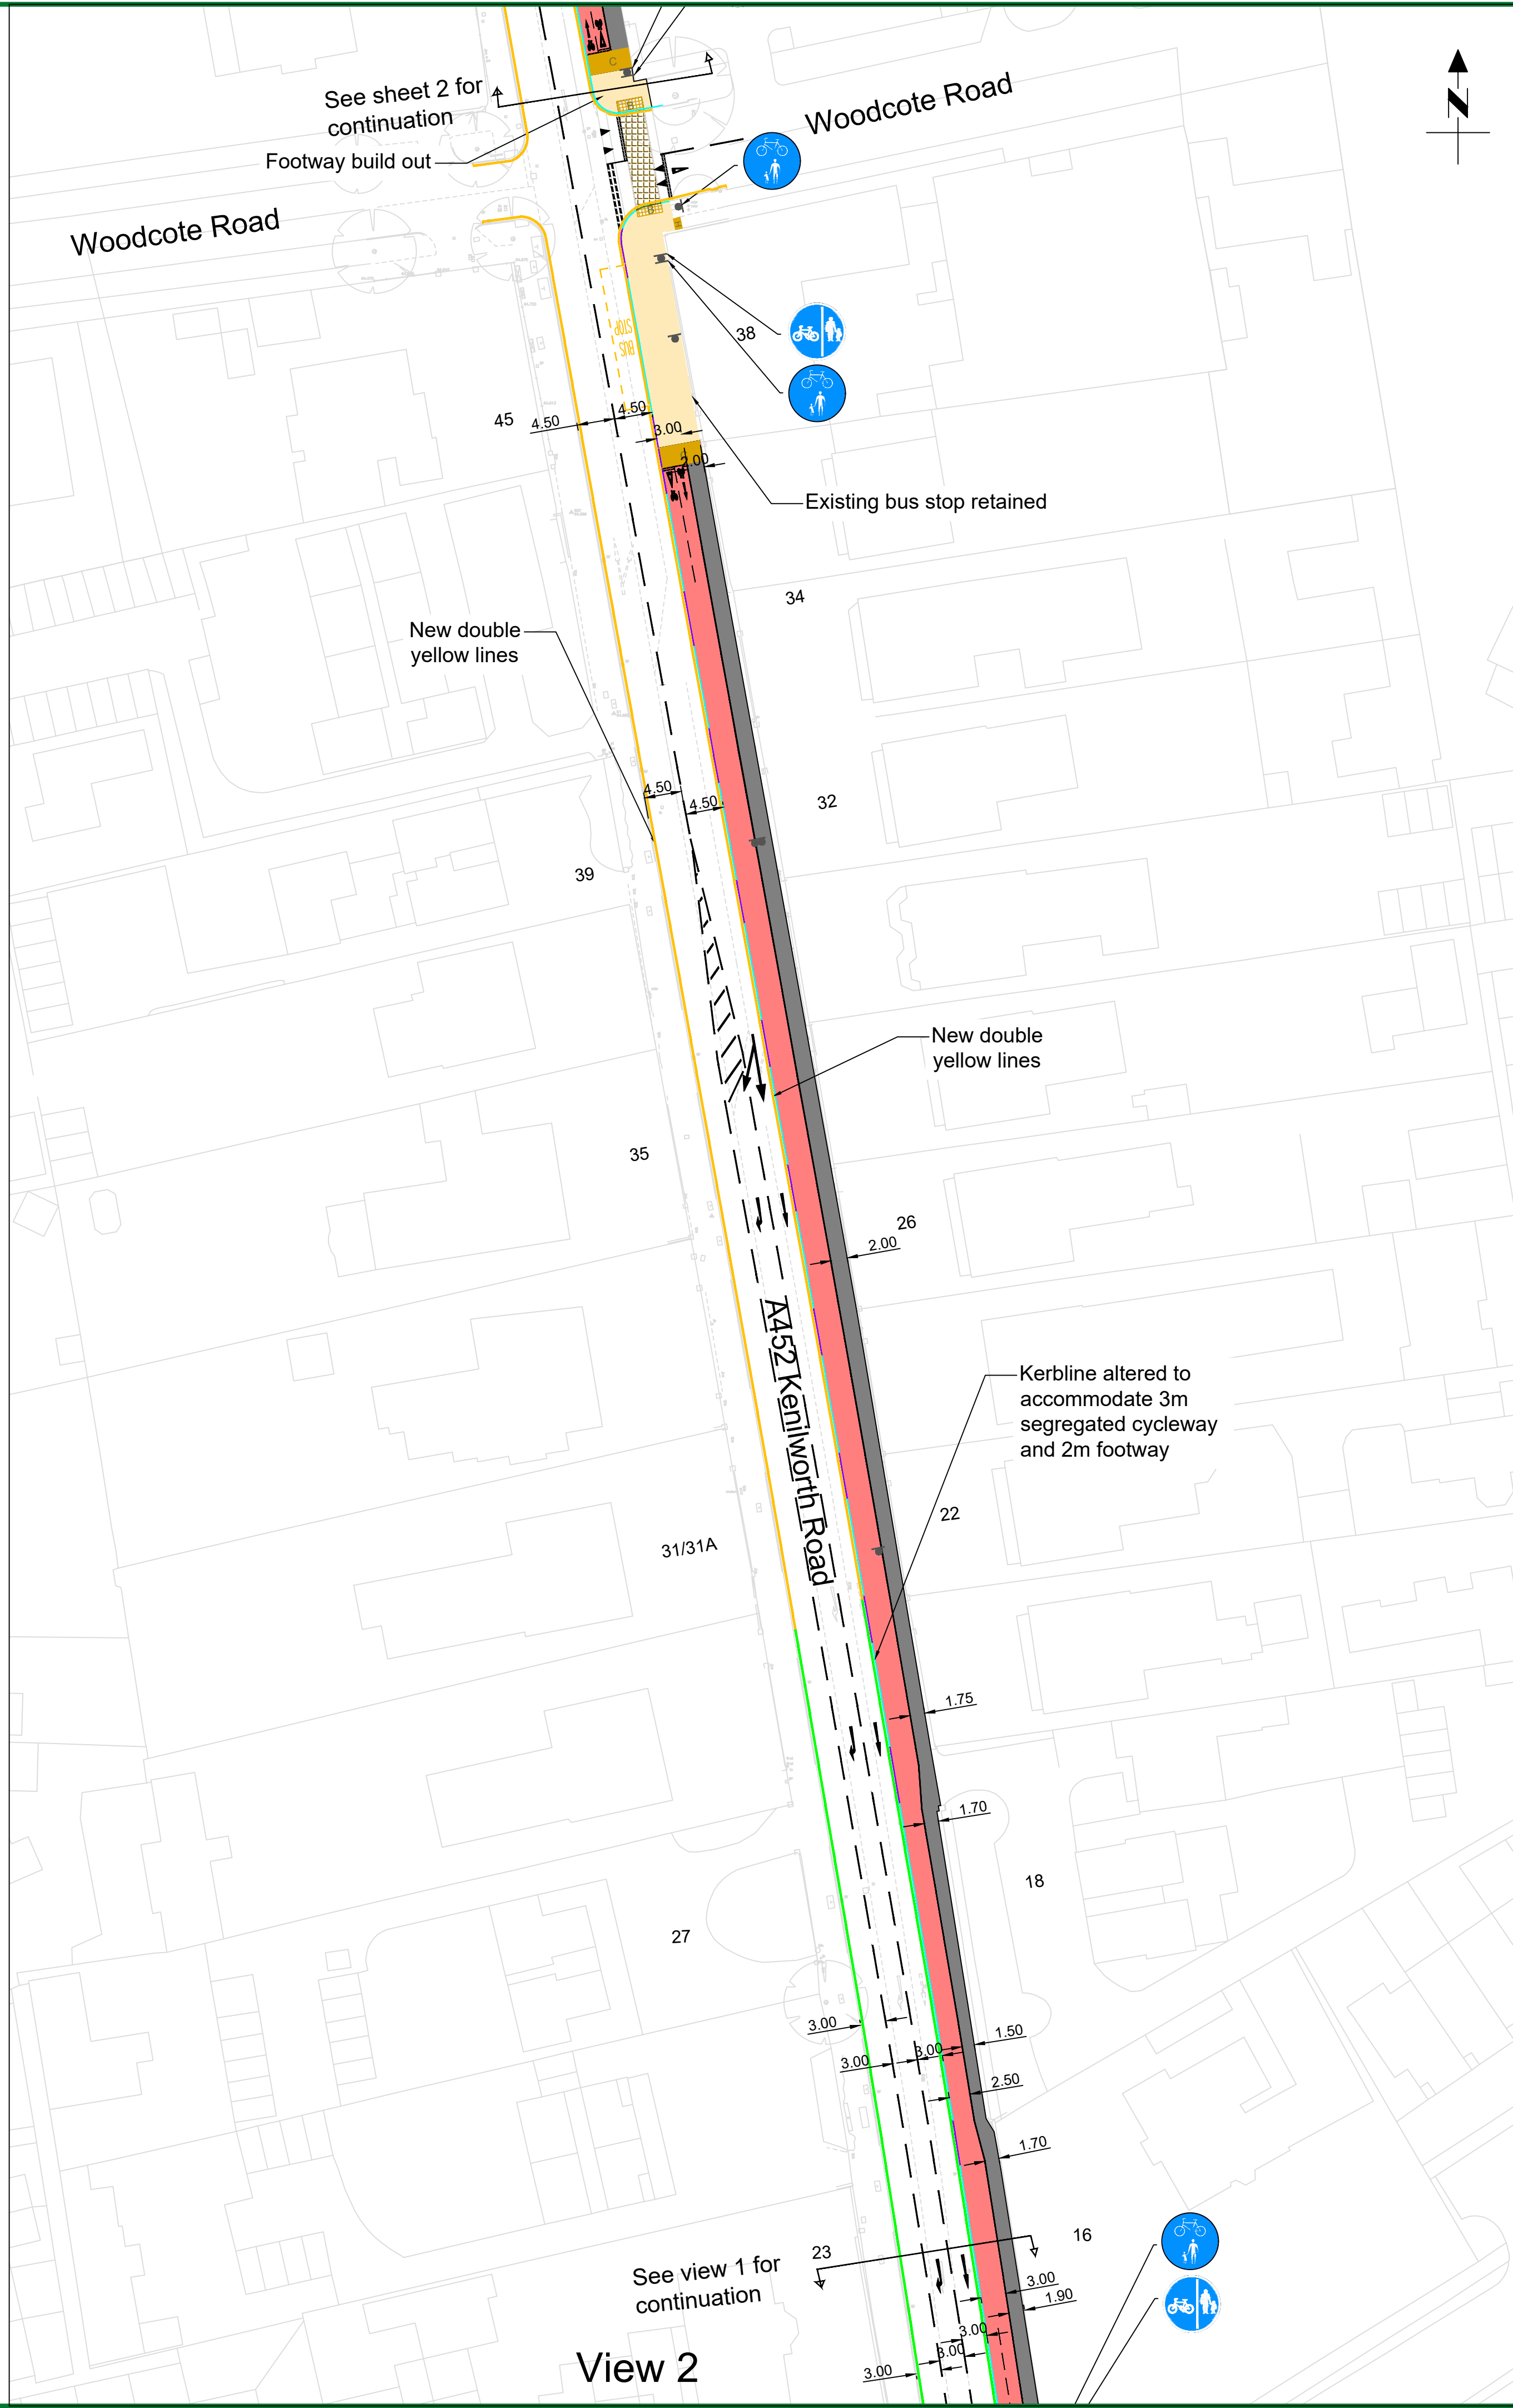 See sheet 2 for
continuation
Footway build out
Woodcote Road
Woodcote Road
C
B
B
N
BUS
STOP
38
45
4.50
4.50
3.00
2.00
Existing bus stop retained
34
New double
yellow lines
4.50
4.50
32
39
New double
yellow lines
35
26
2.00
A452 Kenilworth Road
Kerbline altered to
accommodate 3m
segregated cycleway
and 2m footway
22
31/31A
1.75
1.70
18
27
3.00
3.00
3.00
1.50
2.50
1.70
16
23
See view 1 for
continuation
3.00
1.90
3.00
3.00
3.00
View 2